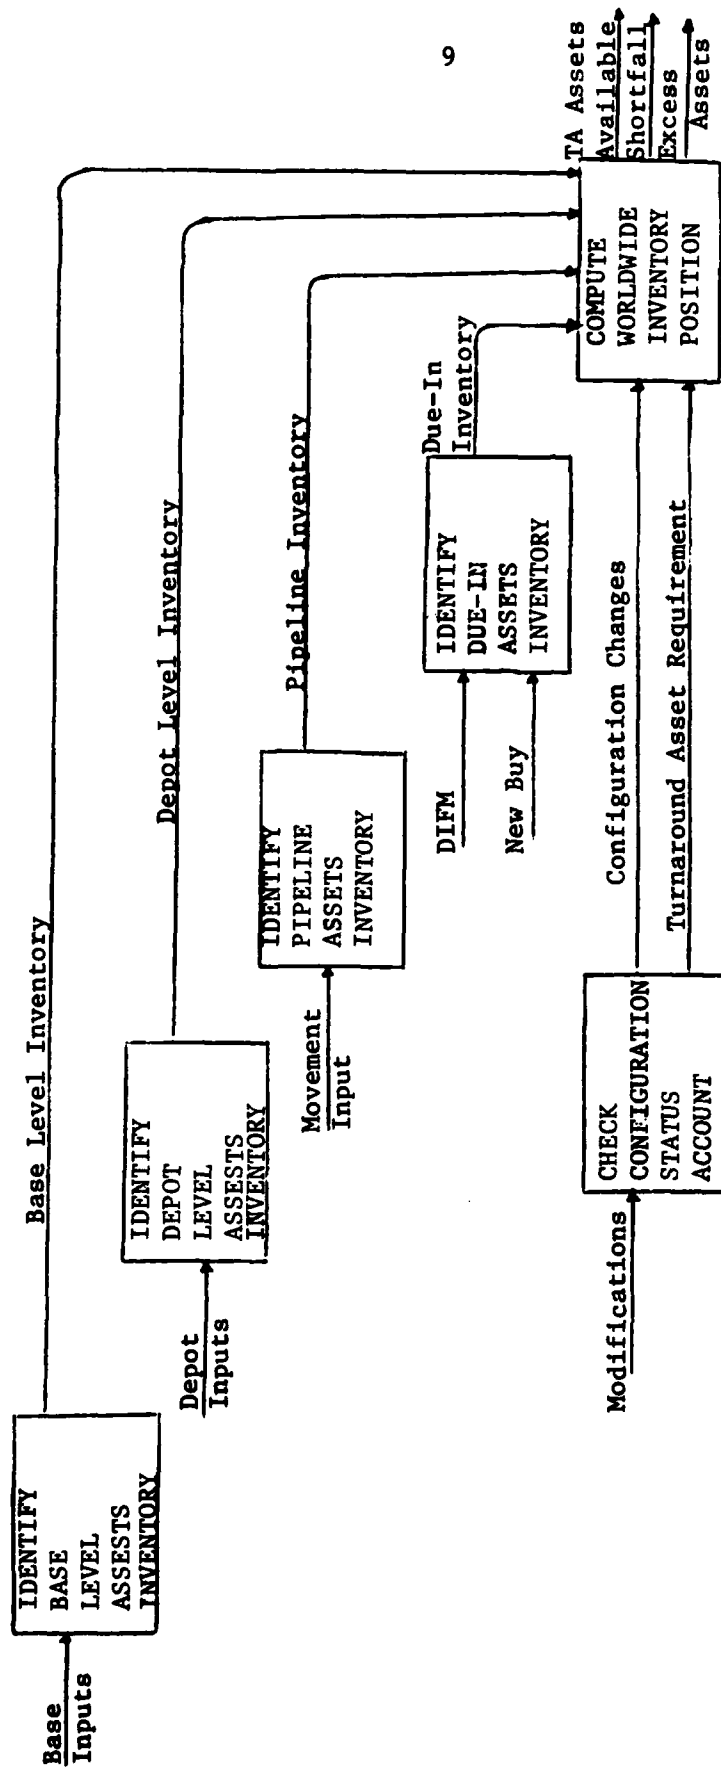 9
Base
Inputs
IDENTIFY
BASE
LEVEL
ASSESTS
INVENTORY
Base Level Inventory
Depot
Inputs
IDENTIFY
DEPOT
LEVEL
ASSESTS
INVENTORY
Depot Level Inventory
Movement
Input
IDENTIFY
PIPELINE
ASSETS
INVENTORY
Pipeline Inventory
DIFM
New Buy
IDENTIFY
DUE-IN
ASSETS
INVENTORY
Due-In
Inventory
Modifications
CHECK
CONFIGURATION
STATUS
ACCOUNT
Configuration Changes
Turnaround Asset Requirement
COMPUTE
WORLDWIDE
INVENTORY
POSITION
TA Assets
Available
Shortfall
Excess
Assets